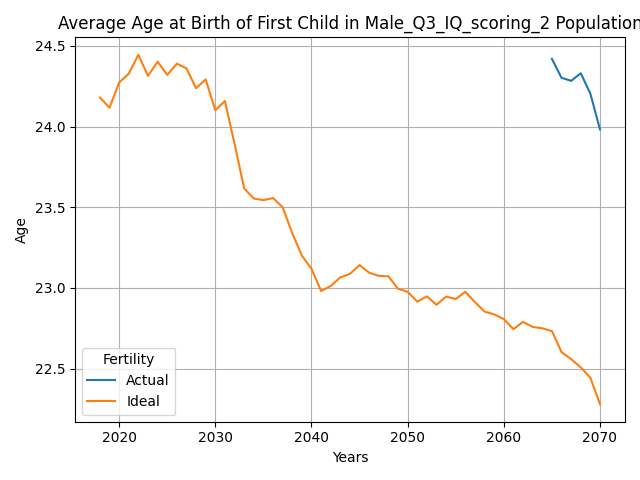 Average Age at Birth of First Child in Male_Q3_IQ_scoring_2 Population
24.5
24.0
23.5
23.0
22.5
Age
Fertility
Actual
Ideal
2020 2030 2040 2050 2060 2070
Years